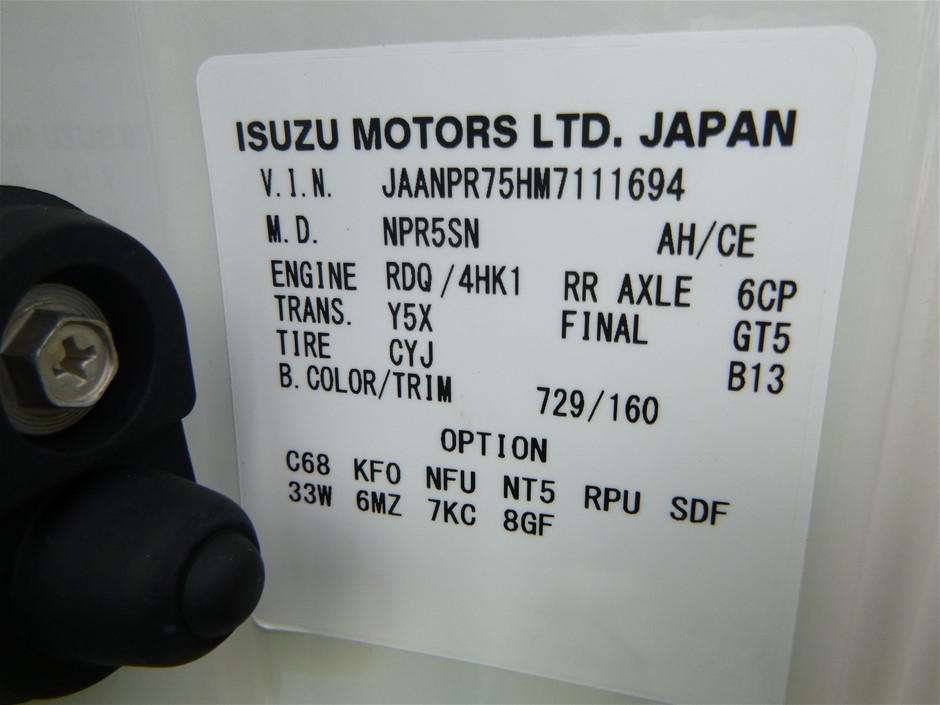 ISUZU MOTORS LTD. JAPAN
V.I.N. JAANPR75HM7111694
M.D. NPR5SN AH/CE
ENGINE RDQ/4HK1 RR AXLE 6CP
TRANS. Y5X FINAL GT5
TIRE CYJ B13
B.COLOR/TRIM 729/160
OPTION
C68 KFO NFU NT5 RPU SDF
33W 6MZ 7KC 8GF